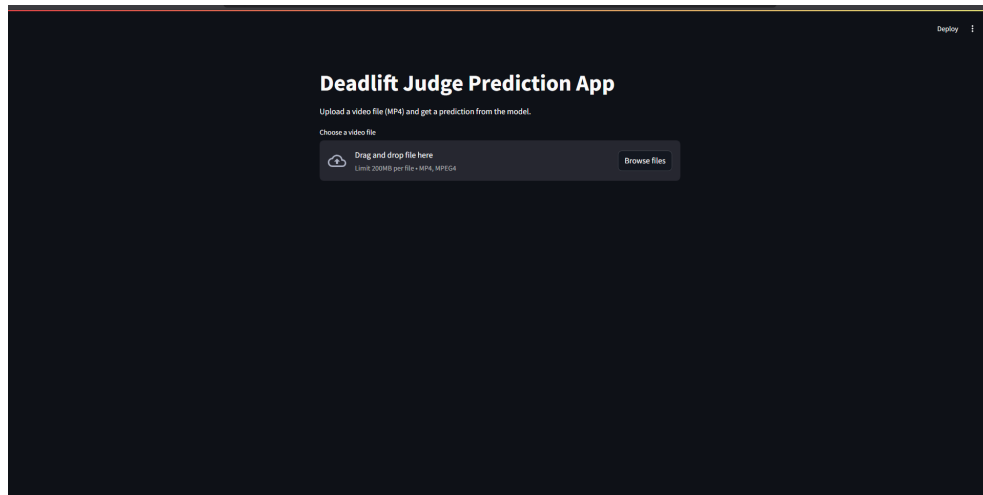 Deploy
Deadlift Judge Prediction App
Upload a video file (MP4) and get a prediction from the model.
Choose a video file
Drag and drop file here
Limit 200MB per file • MP4, MPEG4
Browse files